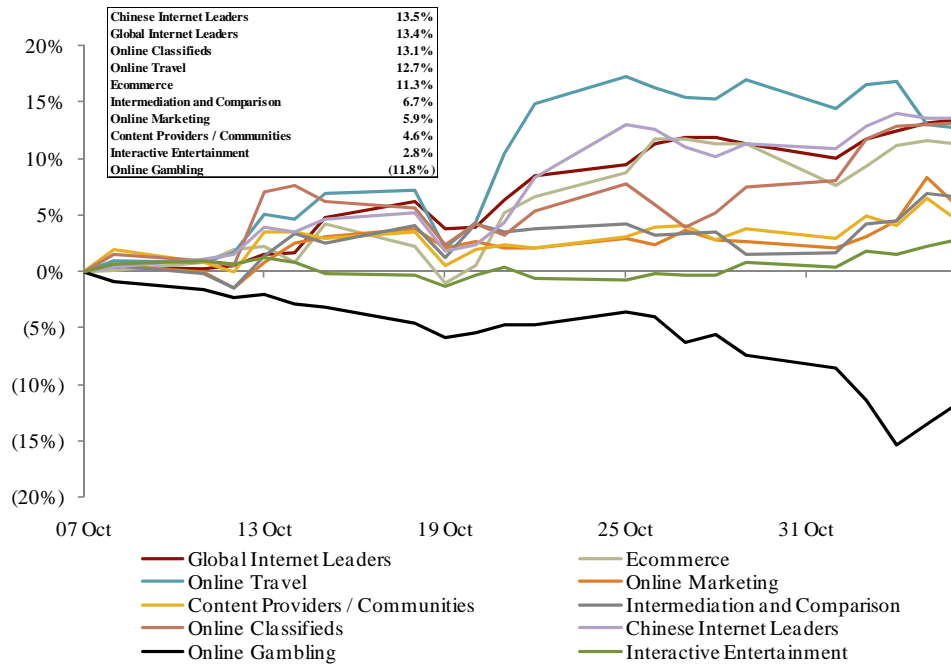 Chinese Internet Leaders 13.5%
Global Internet Leaders 13.4%
Online Classifieds 13.1%
Online Travel 12.7%
Ecommerce 11.3%
Intermediation and Comparison 6.7%
Online Marketing 5.9%
Content Providers / Communities 4.6%
Interactive Entertainment 2.8%
Online Gambling (11.8%)
20%
15%
10%
5%
0%
(5%)
(10%)
(15%)
(20%)
07 Oct 13 Oct 19 Oct 25 Oct 31 Oct
Global Internet Leaders Ecommerce
Online Travel Online Marketing
Content Providers / Communities Intermediation and Comparison
Online Classifieds Chinese Internet Leaders
Online Gambling Interactive Entertainment